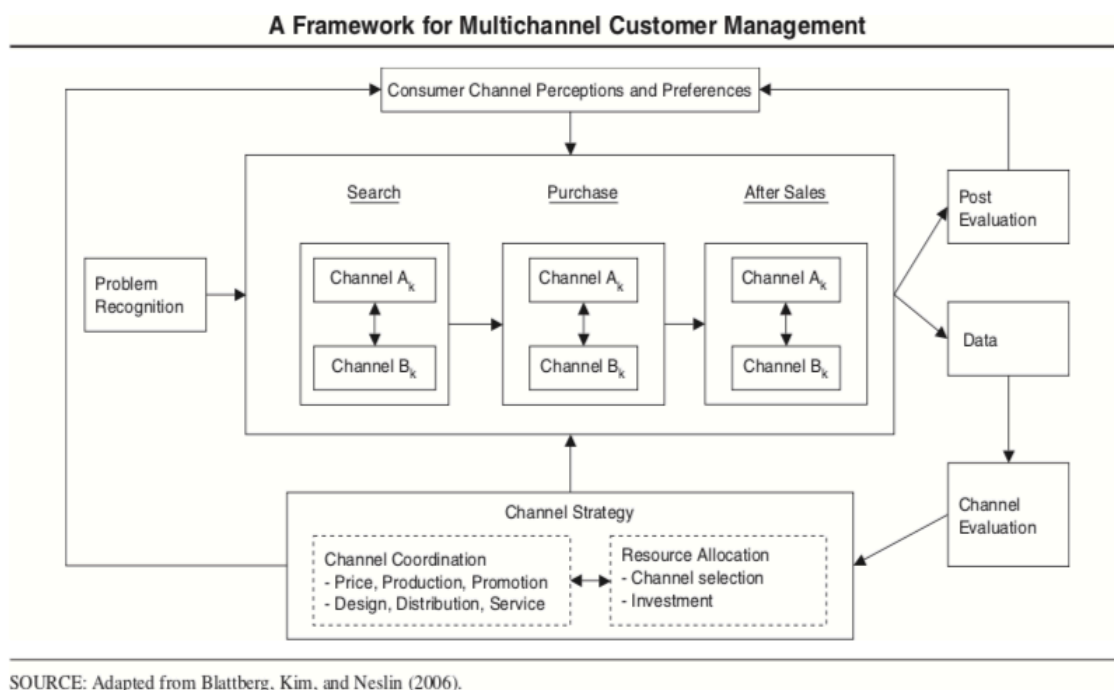 A Framework for Multichannel Customer Management
Consumer Channel Perceptions and Preferences
Search
Purchase
After Sales
Post
Evaluation
Problem
Recognition
Channel Aₖ
Channel Bₖ
Channel Aₖ
Channel Bₖ
Channel Aₖ
Channel Bₖ
Data
Channel
Evaluation
Channel Strategy
Channel Coordination
- Price, Production, Promotion
- Design, Distribution, Service
Resource Allocation
- Channel selection
- Investment
SOURCE: Adapted from Blattberg, Kim, and Neslin (2006).